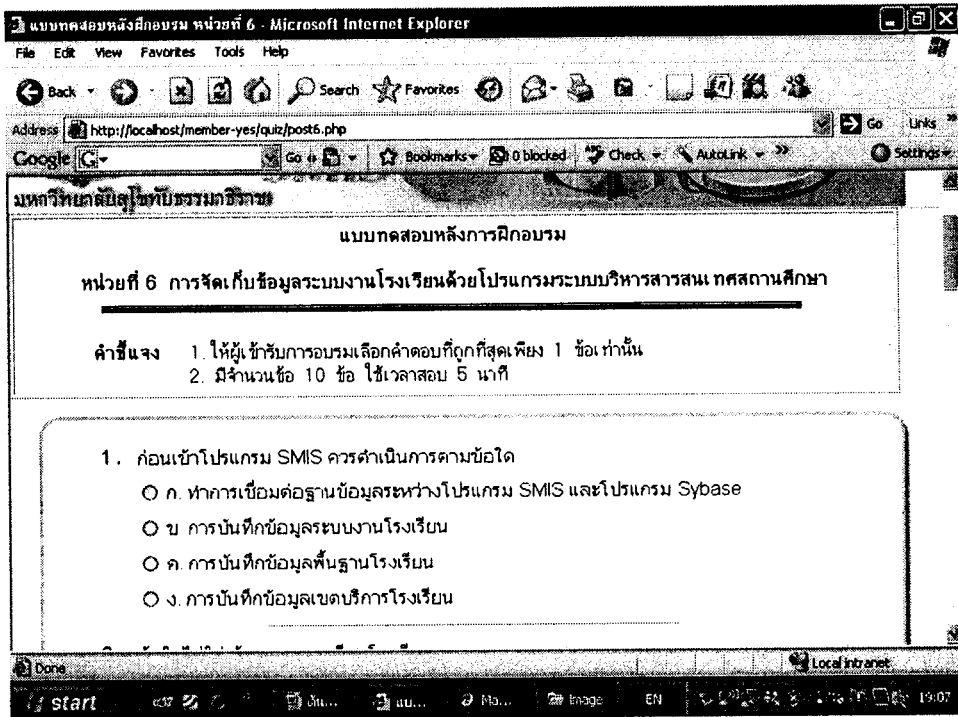 แบบทดสอบหลังฝึกอบรม หน่วยที่ 6 - Microsoft Internet Explorer
File Edit View Favorites Tools Help
Back Search Favorites
Address http://localhost/member-yes/quiz/post6.php Go Links »
Google G Go Bookmarks 0 blocked Check AutoLink » Settings
มหาวิทยาลัยสุโขทัยธรรมาธิราช
แบบทดสอบหลังการฝึกอบรม
หน่วยที่ 6 การจัดเก็บข้อมูลระบบงานโรงเรียนด้วยโปรแกรมระบบบริหารสารสนเทศสถานศึกษา
คำชี้แจง 1. ให้ผู้เข้ารับการอบรมเลือกคำตอบที่ถูกที่สุดเพียง 1 ข้อเท่านั้น
2. มีจำนวนข้อ 10 ข้อ ใช้เวลาสอบ 5 นาที
1. ก่อนเข้าโปรแกรม SMIS ควรดำเนินการตามข้อใด
ก. ทำการเชื่อมต่อฐานข้อมูลระหว่างโปรแกรม SMIS และโปรแกรม Sybase
ข การบันทึกข้อมูลระบบงานโรงเรียน
ค. การบันทึกข้อมูลพื้นฐานโรงเรียน
ง. การบันทึกข้อมูลเขตบริการโรงเรียน
Done Local intranet
start แบ... Ma... Image EN 19:07